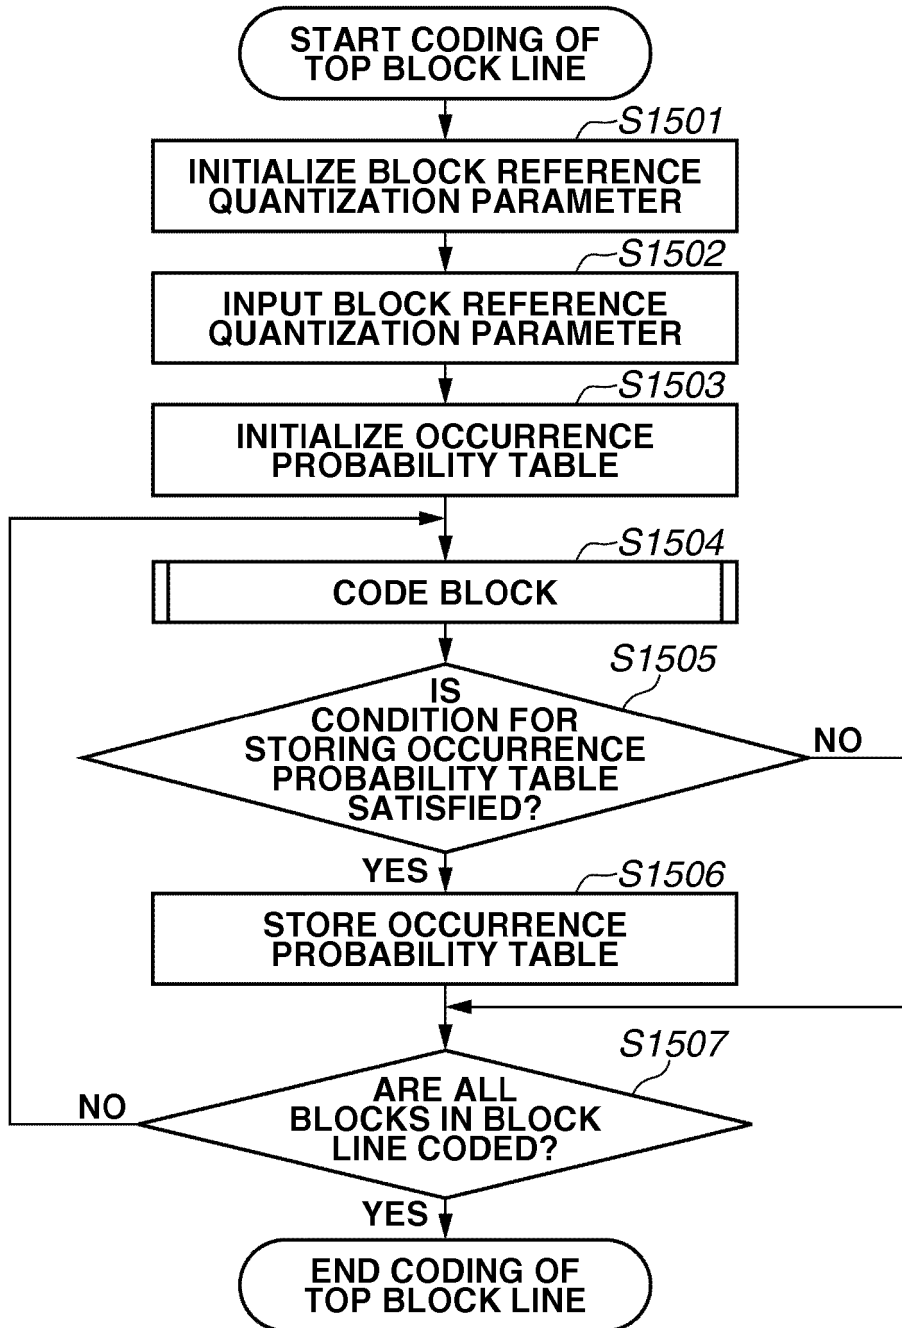 START CODING OF
TOP BLOCK LINE
S1501
INITIALIZE BLOCK REFERENCE
QUANTIZATION PARAMETER
S1502
INPUT BLOCK REFERENCE
QUANTIZATION PARAMETER
S1503
INITIALIZE OCCURRENCE
PROBABILITY TABLE
S1504
CODE BLOCK
S1505
IS
CONDITION FOR
STORING OCCURRENCE
PROBABILITY TABLE
SATISFIED?
NO
YES
S1506
STORE OCCURRENCE
PROBABILITY TABLE
S1507
ARE ALL
BLOCKS IN BLOCK
LINE CODED?
NO
YES
END CODING OF
TOP BLOCK LINE